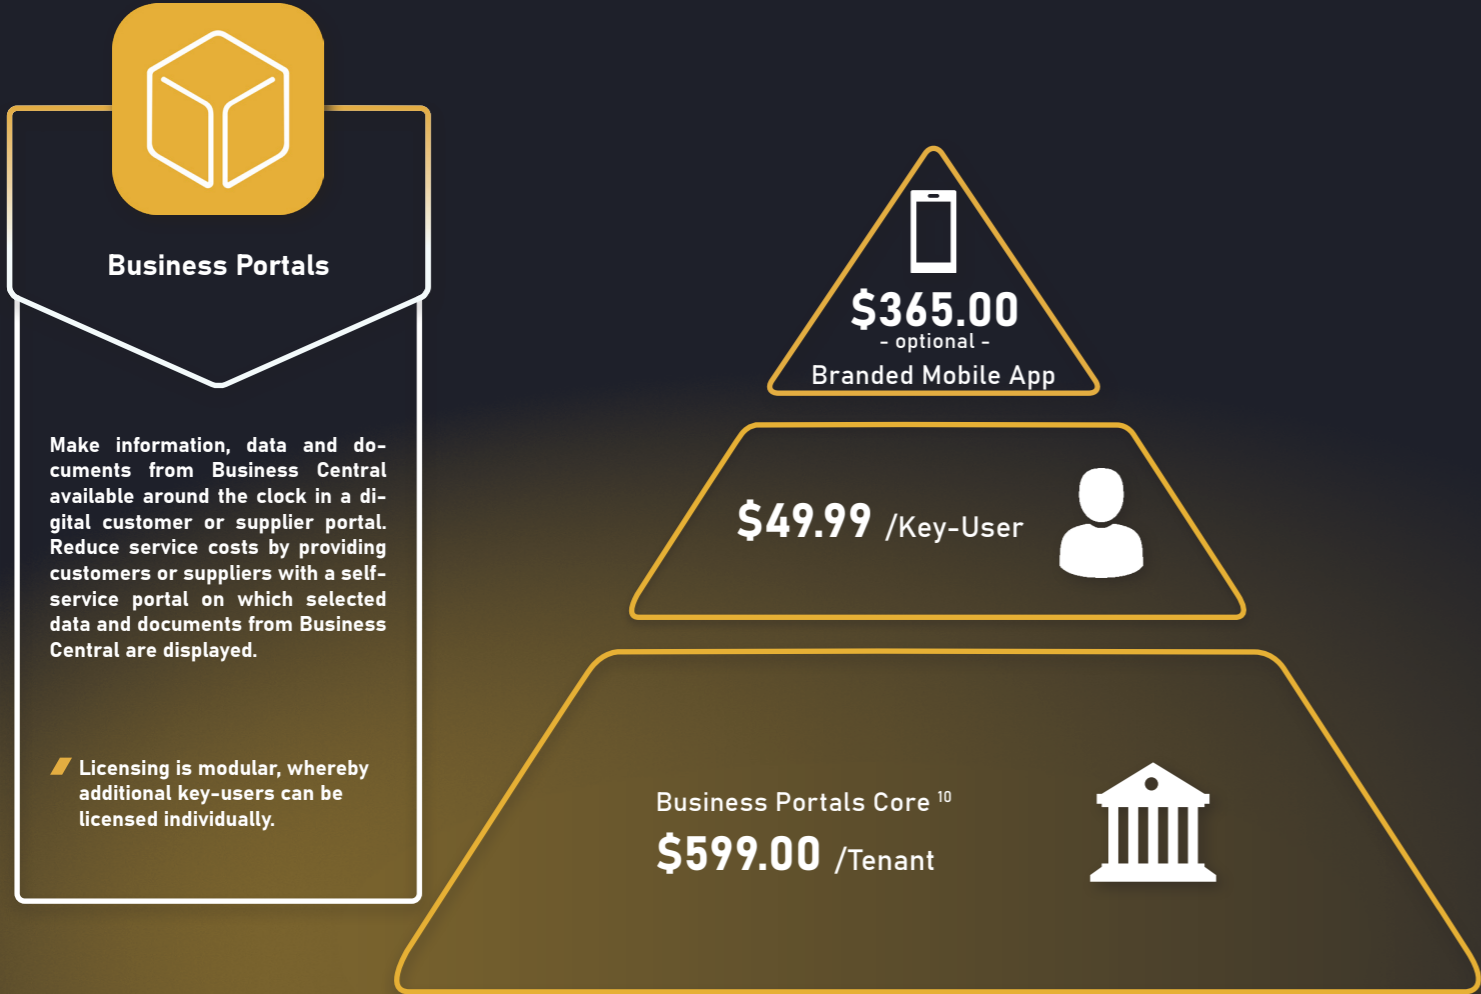 Business Portals
Make information, data and do-
cuments from Business Central
available around the clock in a di-
gital customer or supplier portal.
Reduce service costs by providing
customers or suppliers with a self-
service portal on which selected
data and documents from Business
Central are displayed.
Licensing is modular, whereby
additional key-users can be
licensed individually.
$365.00
- optional -
Branded Mobile App
$49.99 /Key-User
Business Portals Core 10
$599.00 /Tenant